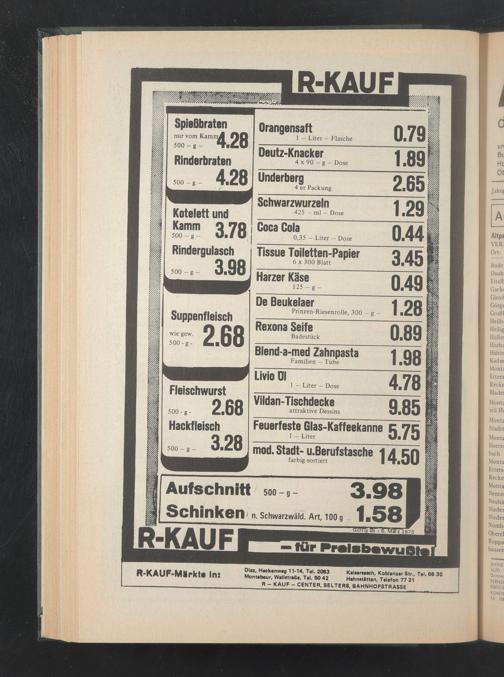 R-KAUF
Spießbraten
nur vom Kamm
500 – g – 4.28
Rinderbraten
500 – g – 4.28
Kotelett und
Kamm
500 – g – 3.78
Rindergulasch
500 – g – 3.98
Suppenfleisch
wie gew.
500 - g - 2.68
Fleischwurst
500 - g - 2.68
Hackfleisch
500 – g – 3.28
Orangensaft 0.79
1 – Liter – Flasche
Deutz-Knacker 1.89
4 x 90 – g – Dose
Underberg 2.65
4 er Packung
Schwarzwurzeln 1.29
425 – ml – Dose
Coca Cola 0.44
0,35 – Liter – Dose
Tissue Toiletten-Papier 3.45
6 x 300 Blatt
Harzer Käse 0.49
125 – g –
De Beukelaer 1.28
Prinzen-Riesenrolle, 300 – g –
Rexona Seife 0.89
Badestück
Blend-a-med Zahnpasta 1.98
Familien – Tube
Livio Öl 4.78
1 – Liter – Dose
Vildan-Tischdecke 9.85
attraktive Dessins
Feuerfeste Glas-Kaffeekanne 5.75
1 – Liter
mod. Stadt- u. Berufstasche 14.50
farbig sortiert
Aufschnitt 500 – g – 3.98
Schinken n. Schwarzwäld. Art, 100 g 1.58
R-KAUF
– für Preisbewußte!
R-KAUF-Märkte in:
Diez, Heckenweg 11-14, Tel. 2063
Montabaur, Wallstraße, Tel. 50 42
Kaisersesch, Koblenzer Str., Tel. 66 30
Hahnstätten, Telefon 77 31
R – KAUF – CENTER, SELTERS, BAHNHOFSTRASSE